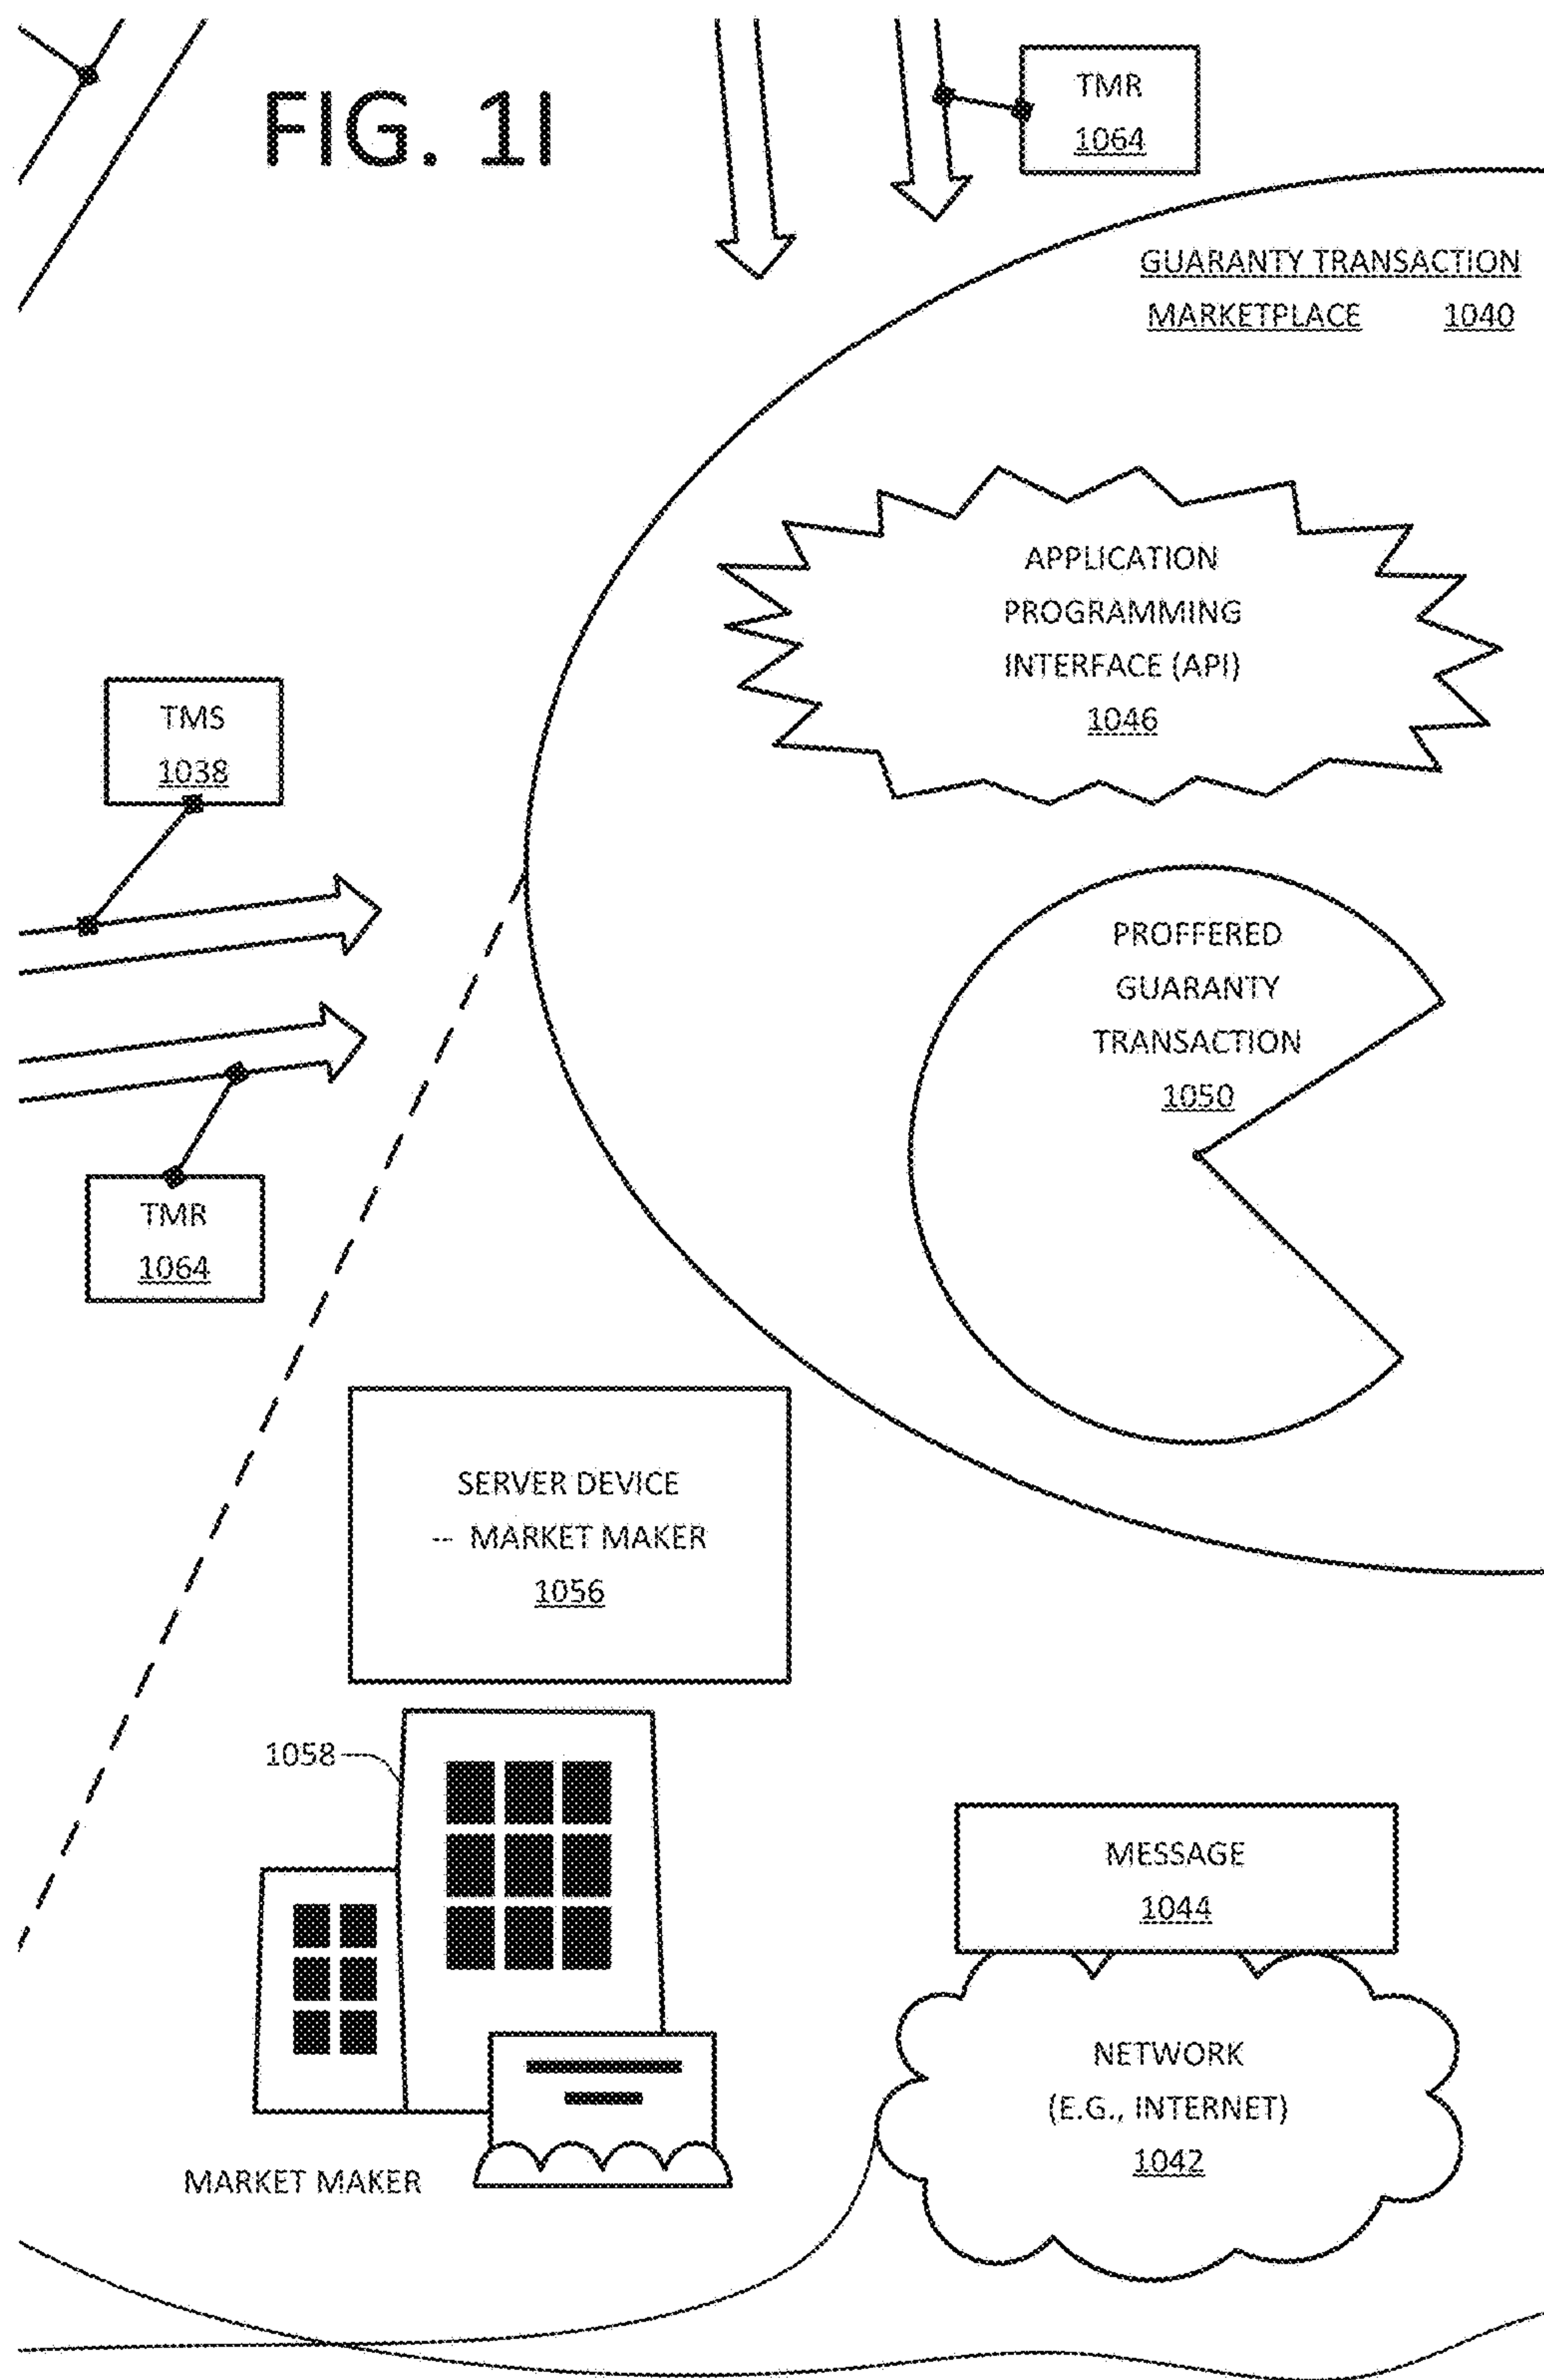 FIG. 1I
TMR
1064
GUARANTY TRANSACTION
MARKETPLACE 1040
APPLICATION
PROGRAMMING
INTERFACE (API)
1046
TMS
1038
PROFFERED
GUARANTY
TRANSACTION
1050
TMR
1064
SERVER DEVICE
-- MARKET MAKER
1056
1058
MESSAGE
1044
NETWORK
(E.G., INTERNET)
1042
MARKET MAKER